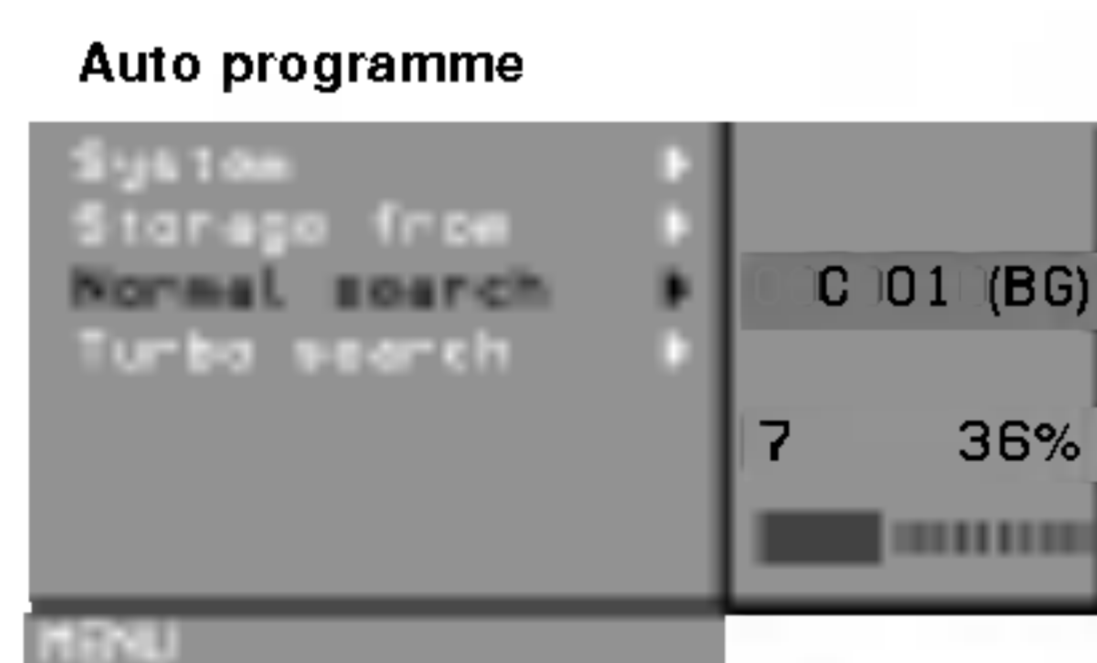 Auto programme
System
Storage from
Normal search
C 01 (BG)
Turbo search
7 36%
MENU